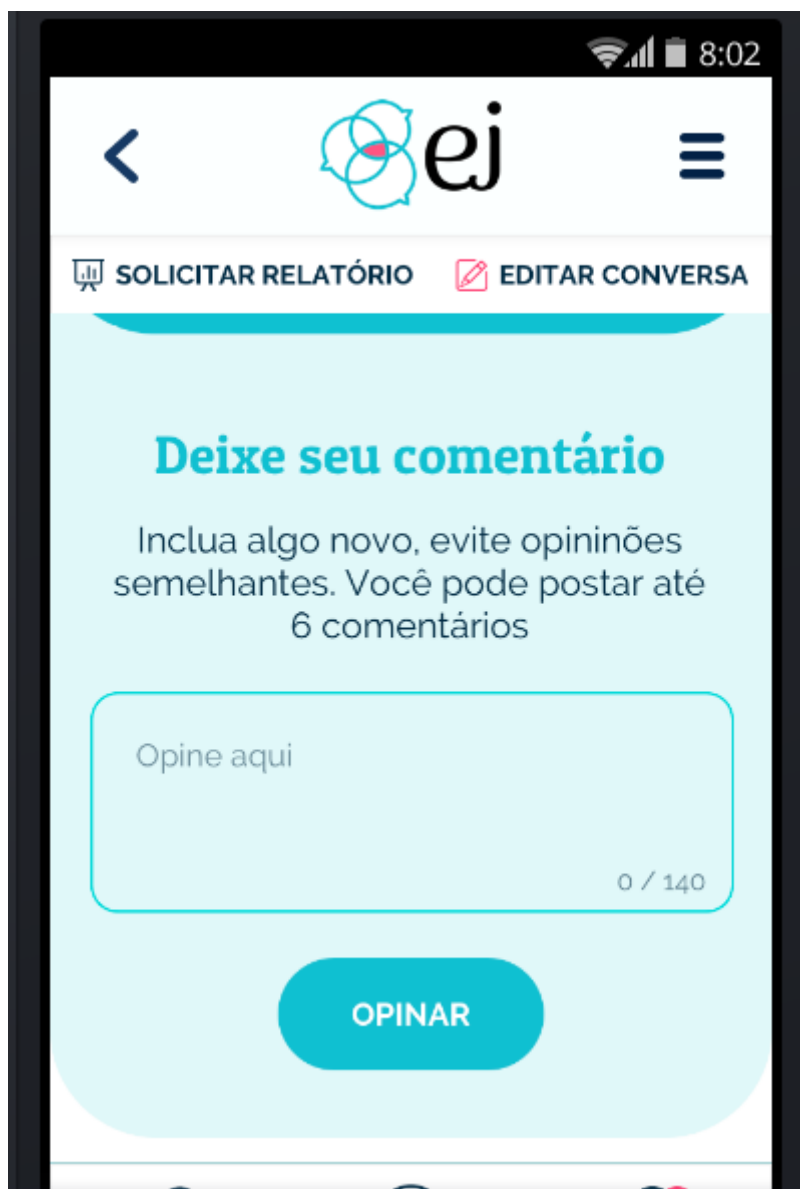 8:02
ej
SOLICITAR RELATÓRIO EDITAR CONVERSA
Deixe seu comentário
Inclua algo novo, evite opininões
semelhantes. Você pode postar até
6 comentários
Opine aqui
0 / 140
OPINAR